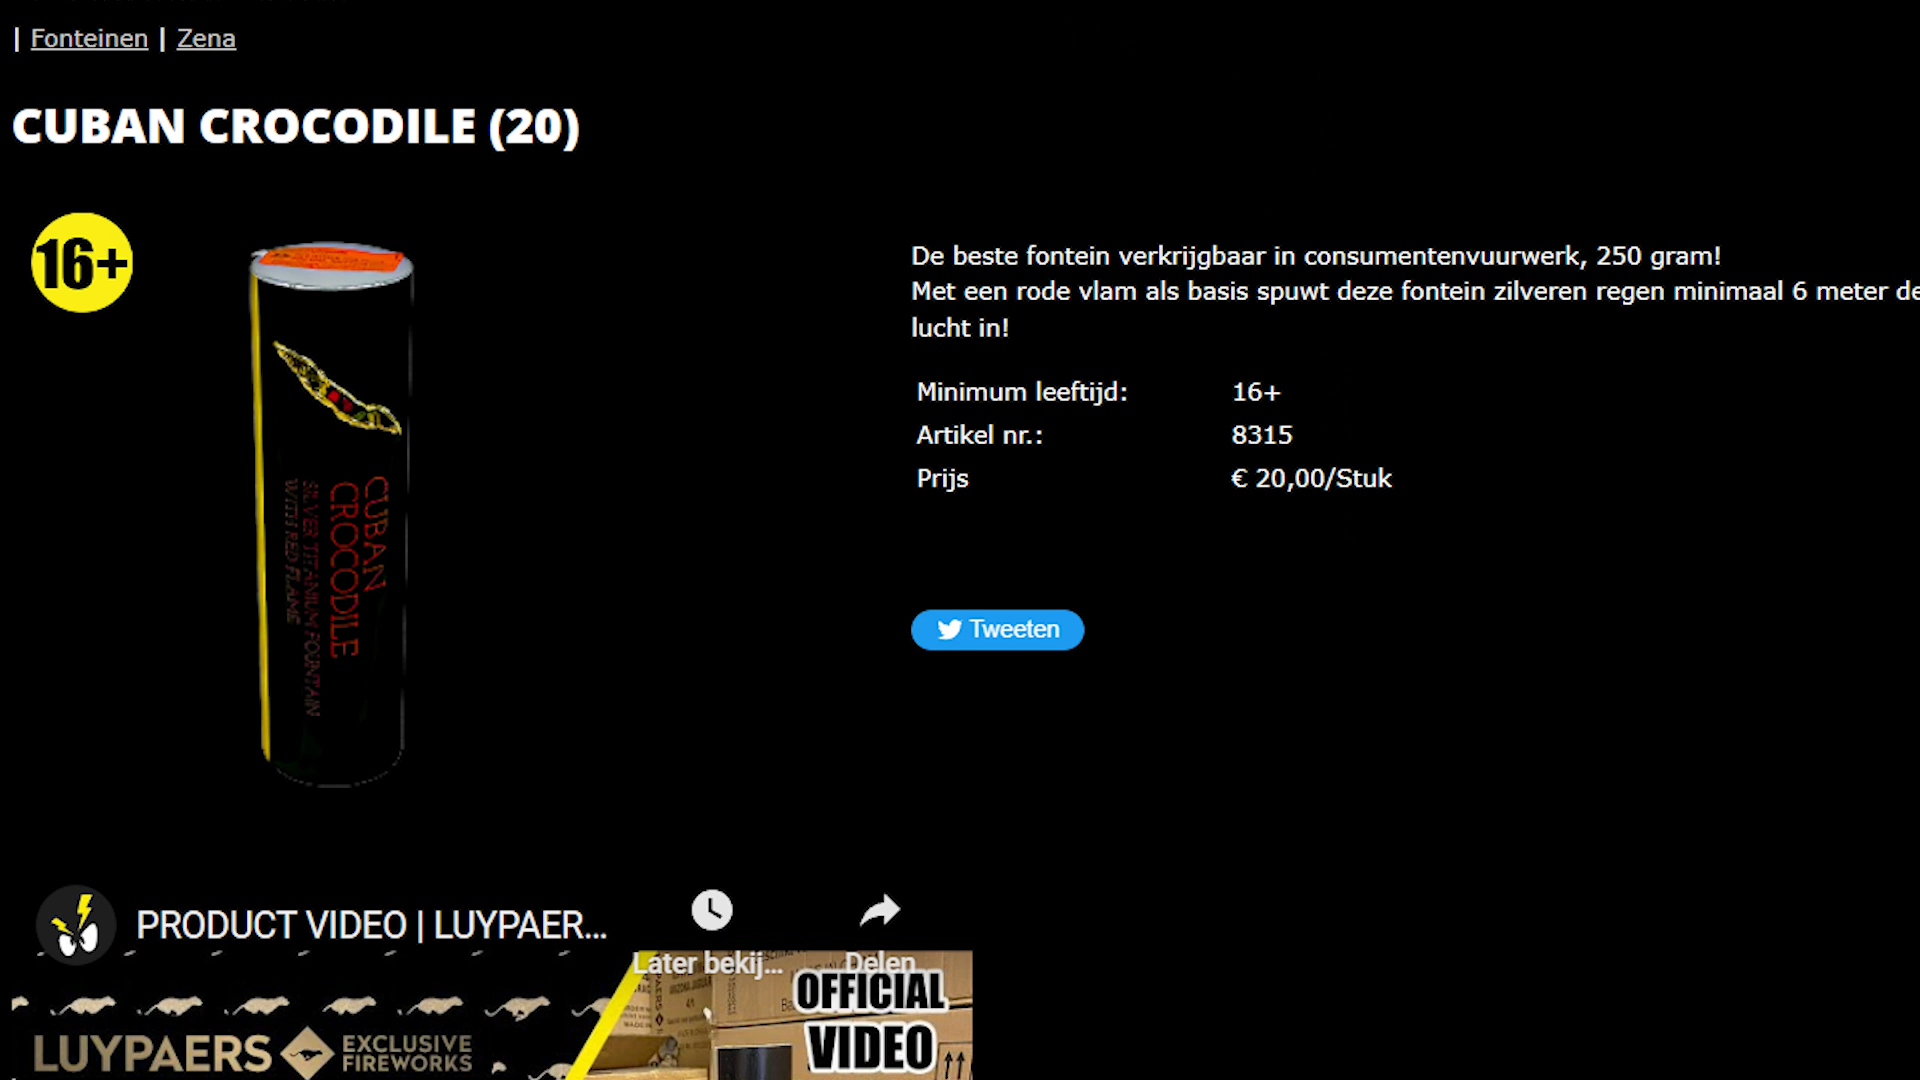 | Fonteinen | Zena
CUBAN CROCODILE (20)
16+
De beste fontein verkrijgbaar in consumentenvuurwerk, 250 gram!
Met een rode vlam als basis spuwt deze fontein zilveren regen minimaal 6 meter de
lucht in!
Minimum leeftijd: 16+
Artikel nr.: 8315
Prijs € 20,00/Stuk
CUBAN
CROCODILE
SILVER TITANIUM FOUNTAIN
WITH RED FLAME
Tweeten
PRODUCT VIDEO | LUYPAER...
Later bekij...
Delen
OFFICIAL
VIDEO
LUYPAERS EXCLUSIVE
FIREWORKS